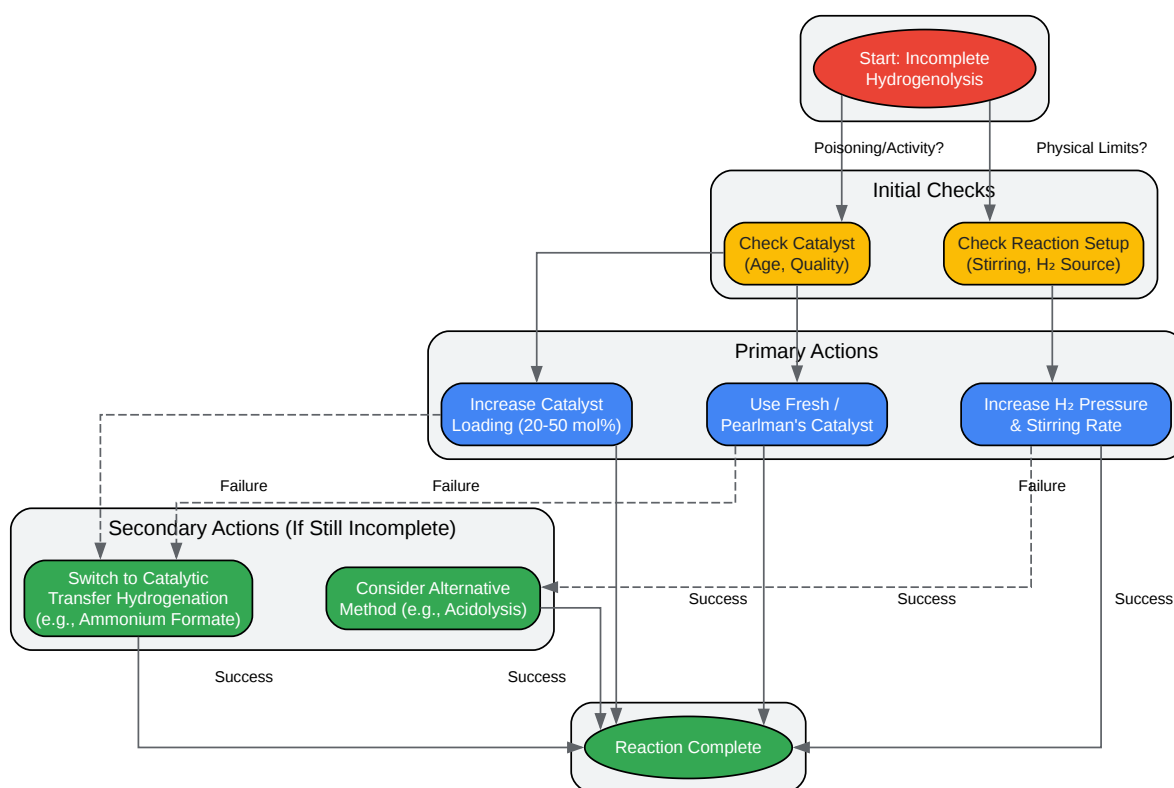 Start: Incomplete
Hydrogenolysis
Poisoning/Activity?
Physical Limits?
Initial Checks
Check Catalyst
(Age, Quality)
Check Reaction Setup
(Stirring, H₂ Source)
Primary Actions
Increase Catalyst
Loading (20-50 mol%)
Use Fresh /
Pearlman's Catalyst
Increase H₂ Pressure
& Stirring Rate
Failure
Failure
Failure
Secondary Actions (If Still Incomplete)
Switch to Catalytic
Transfer Hydrogenation
(e.g., Ammonium Formate)
Consider Alternative
Method (e.g., Acidolysis)
Success
Success
Success
Success
Success
Reaction Complete